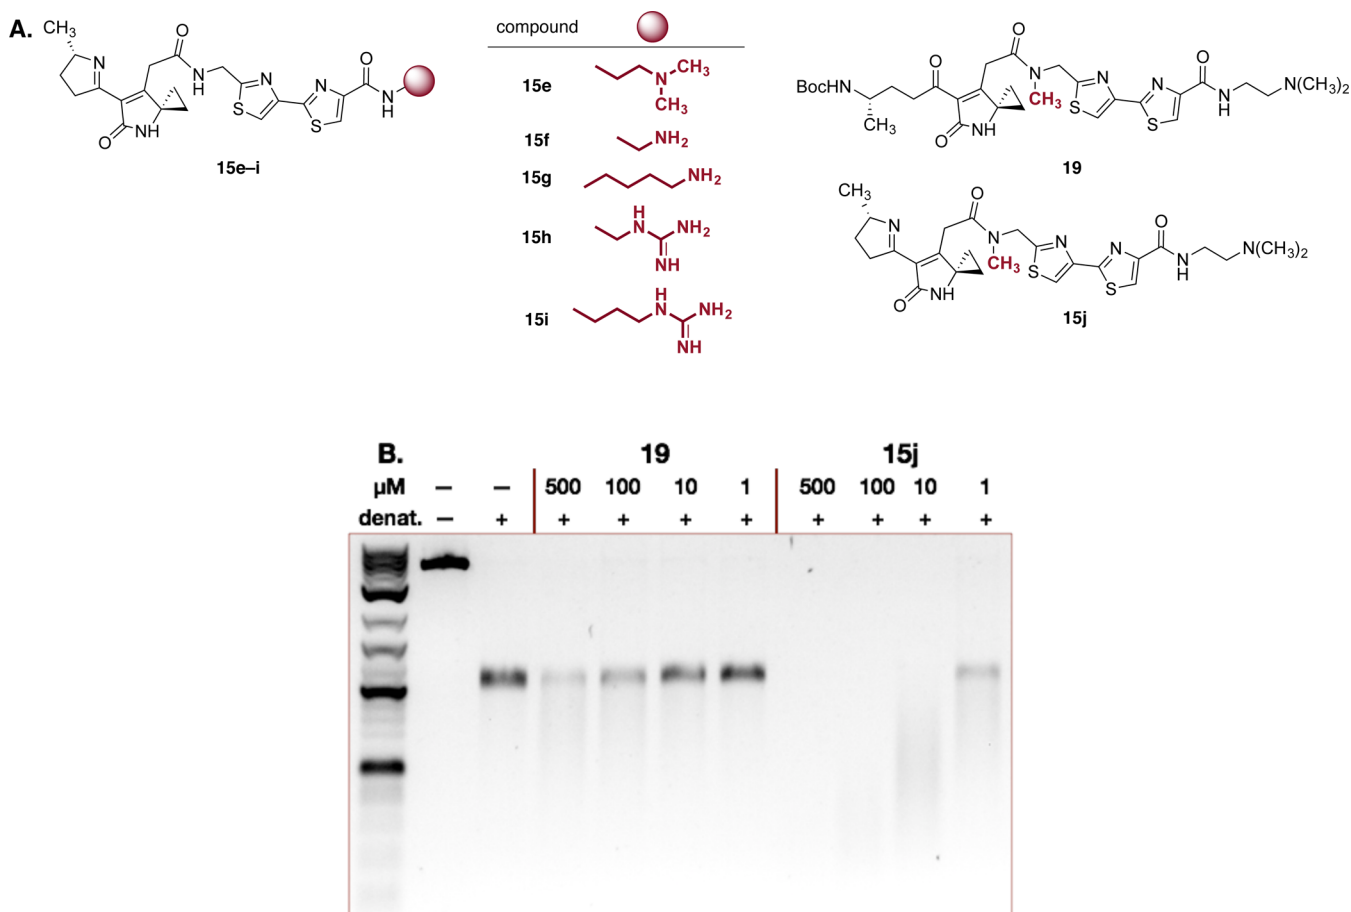 A.
CH3
N
O
N
H
N
S
N
S
O
NH
O
NH
15e–i
compound
15e
N
CH3
CH3
15f
NH2
15g
NH2
15h
H
N
NH2
NH
15i
H
N
NH2
NH
O
O
BocHN
CH3
N
CH3
N
S
N
S
O
N
H
N(CH3)2
O
NH
19
CH3
N
O
N
CH3
N
S
N
S
O
N
H
N(CH3)2
O
NH
15j
B. 19 15j
µM – – 500 100 10 1 500 100 10 1
denat. – + + + + + + + + +